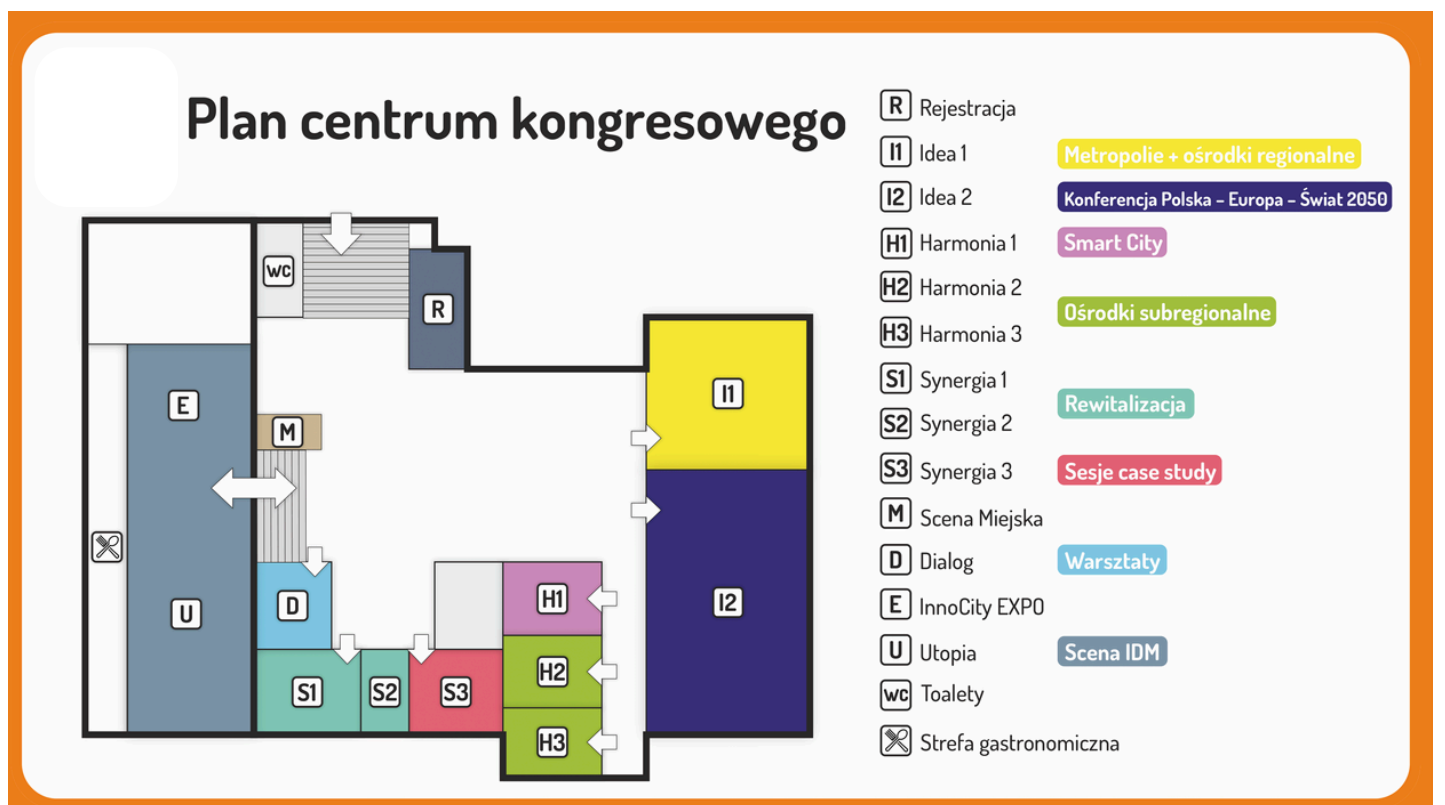 Plan centrum kongresowego
R Rejestracja
I1 Idea 1 Metropolie + ośrodki regionalne
I2 Idea 2 Konferencja Polska – Europa – Świat 2050
H1 Harmonia 1 Smart City
H2 Harmonia 2
Ośrodki subregionalne
H3 Harmonia 3
S1 Synergia 1
Rewitalizacja
S2 Synergia 2
S3 Synergia 3 Sesje case study
M Scena Miejska
D Dialog Warsztaty
E InnoCity EXPO
U Utopia Scena IDM
WC Toalety
Strefa gastronomiczna
WC
R
E
M
I1
U
D
H1
I2
S1
S2
S3
H2
H3